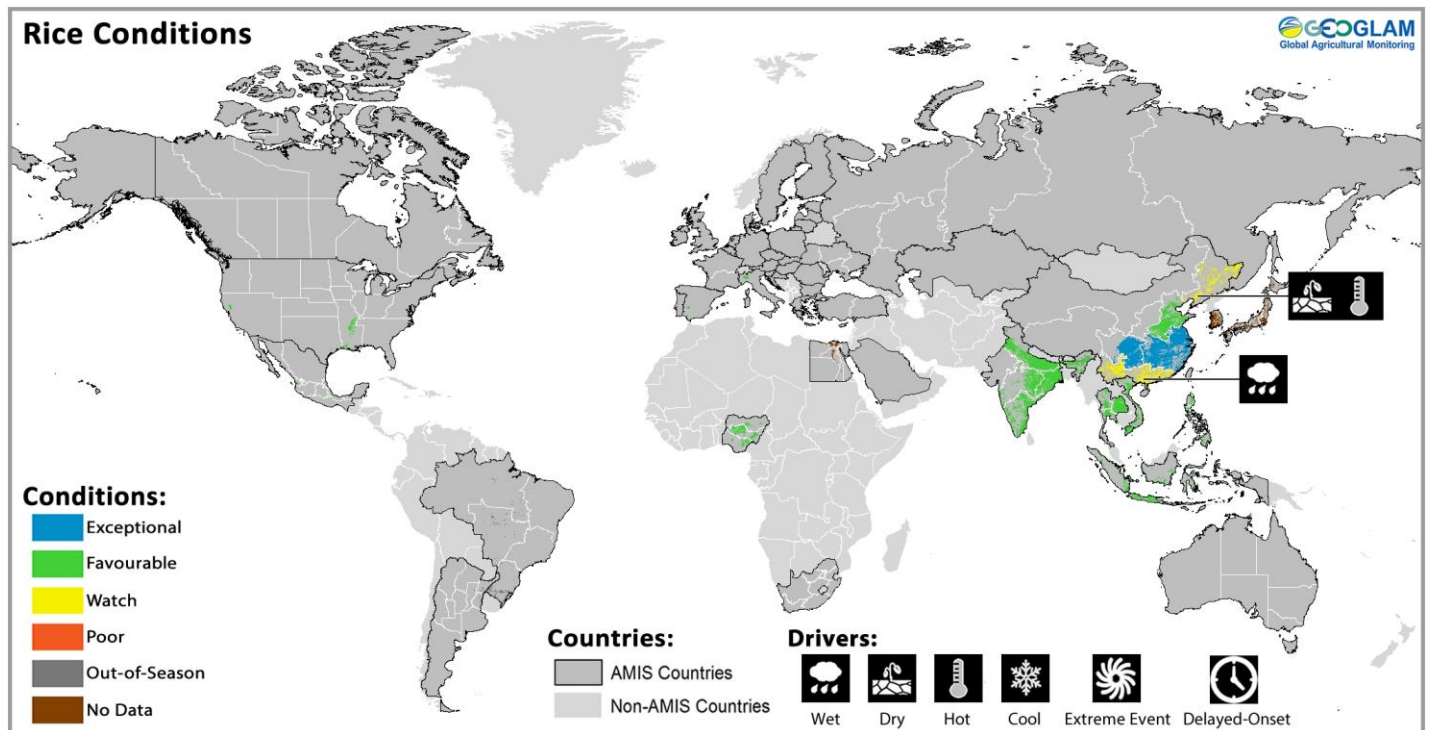 Rice Conditions
GEOGLAM
Global Agricultural Monitoring
Conditions:
Exceptional
Favourable
Watch
Poor
Out-of-Season
No Data
Countries:
AMIS Countries
Non-AMIS Countries
Drivers:
Wet
Dry
Hot
Cool
Extreme Event
Delayed-Onset